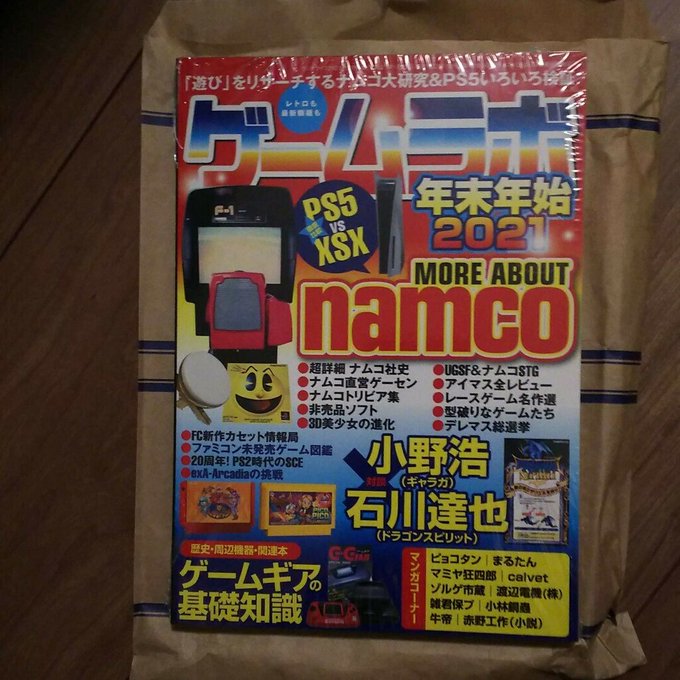 「遊び」をリサーチするナムコ大研究&PS5いろいろ検証
レトロも
最新情報も
ゲームラボ
年末年始
2021
F-1
PS5
VS
XSX
MORE ABOUT
namco
●超詳細 ナムコ社史
●ナムコ直営ゲーセン
●ナムコトリビア集
●非売品ソフト
●3D美少女の進化
●UGSF&ナムコSTG
●アイマス全レビュー
●レースゲーム名作選
●型破りなゲームたち
●デレマス総選挙
●FC新作カセット情報局
●ファミコン未発売ゲーム図鑑
●20周年!PS2時代のSCE
●exA-Arcadiaの挑戦
小野浩
(ギャラガ)
対談
石川達也
(ドラゴンスピリット)
歴史・周辺機器・関連本
ゲームギアの
基礎知識
マンガコーナー
ピョコタン|まるたん
マミヤ狂四郎|calvet
ゾルゲ市蔵|渡辺電機(株)
雑君保プ|小林銅蟲
牛帝|赤野工作(小説)